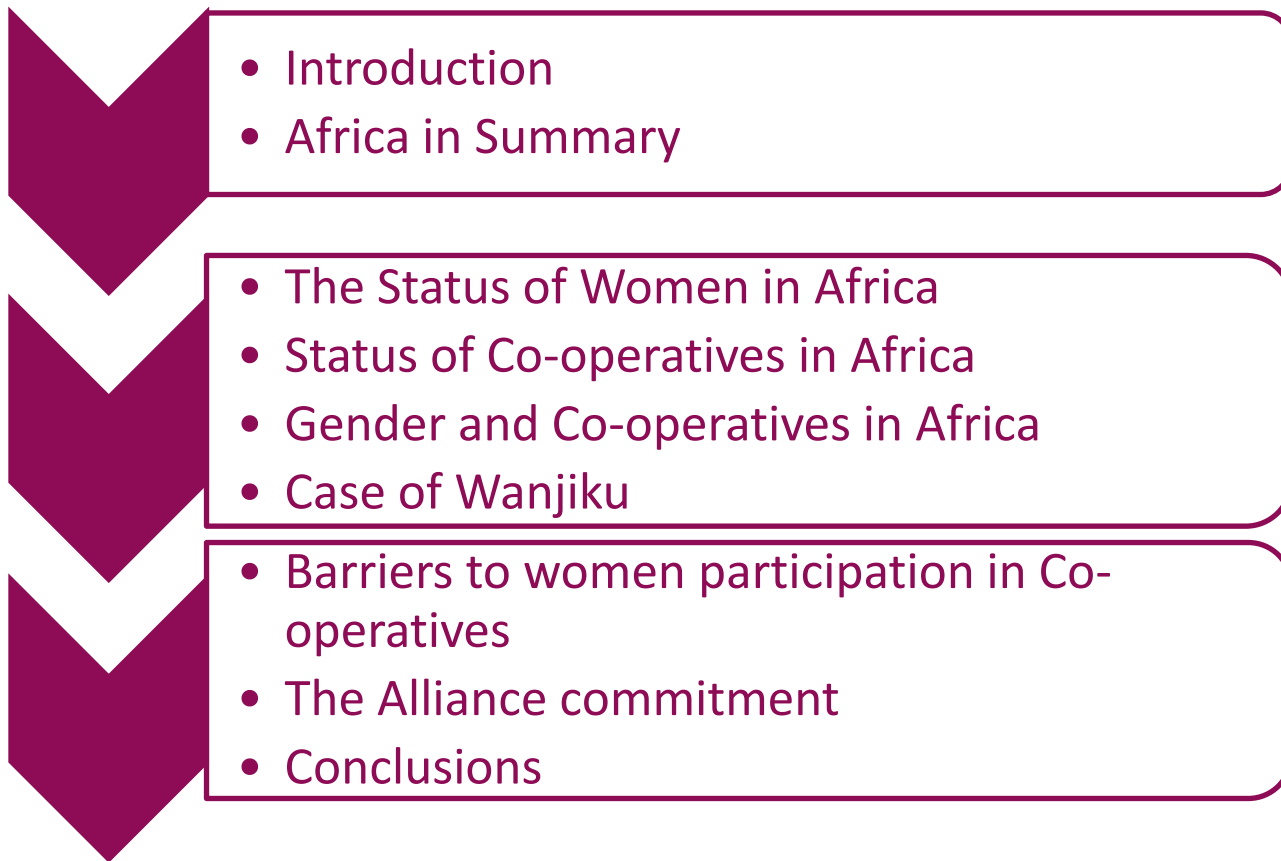 • Introduction
• Africa in Summary
• The Status of Women in Africa
• Status of Co-operatives in Africa
• Gender and Co-operatives in Africa
• Case of Wanjiku
• Barriers to women participation in Co-
operatives
• The Alliance commitment
• Conclusions